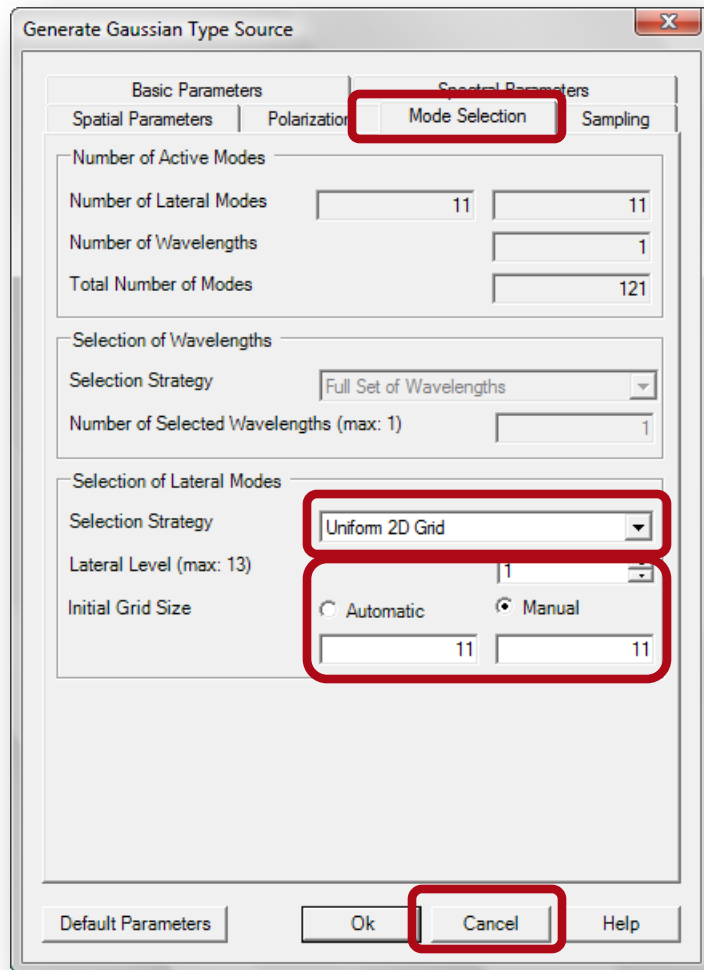 Generate Gaussian Type Source
Basic Parameters Spectral Parameters
Spatial Parameters Polarization Mode Selection Sampling
Number of Active Modes
Number of Lateral Modes 11 11
Number of Wavelengths 1
Total Number of Modes 121
Selection of Wavelengths
Selection Strategy Full Set of Wavelengths
Number of Selected Wavelengths (max: 1) 1
Selection of Lateral Modes
Selection Strategy Uniform 2D Grid
Lateral Level (max: 13) 1
Initial Grid Size Automatic Manual
11 11
Default Parameters Ok Cancel Help